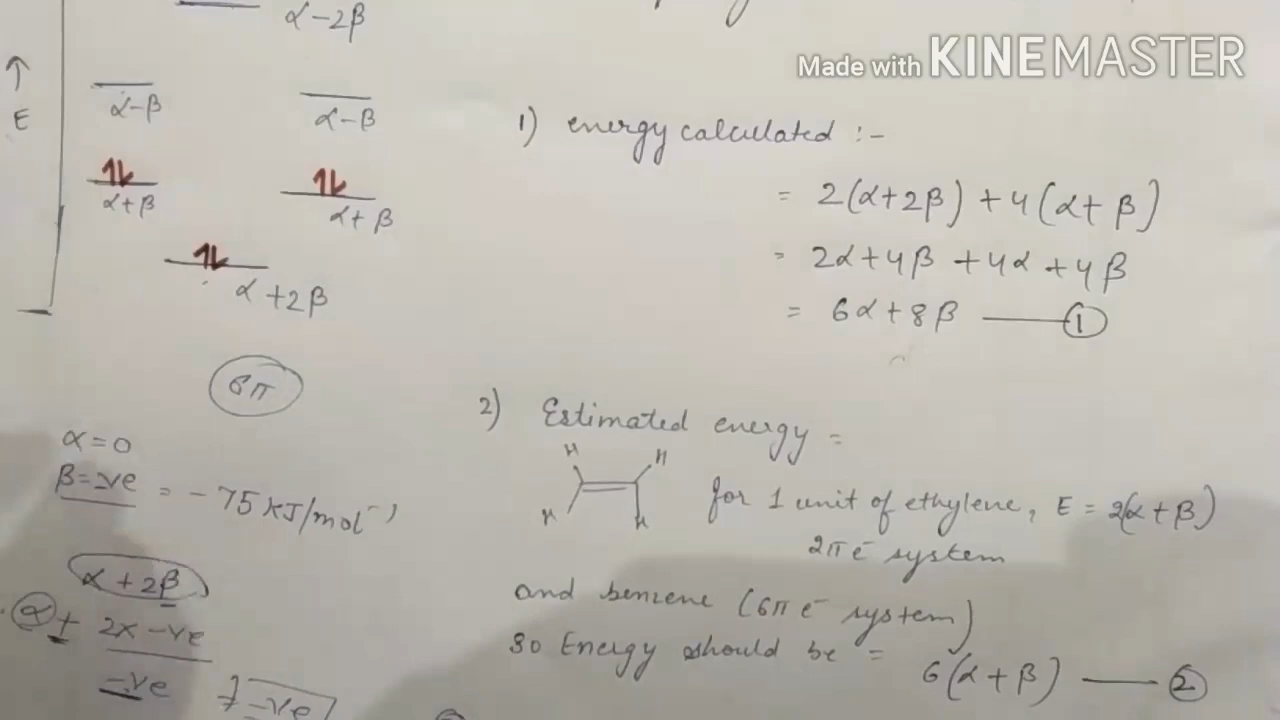 α-2β
Made with KINEMASTER
↑
E
α-β
α-β
1) energy calculated :-
α+β
α+β
= 2(α+2β) + 4(α+β)
= 2α+4β +4α +4β
α+2β
= 6α+8β —— ①
6π
2) Estimated energy =
α=0
β=-ve = -75 KJ/mol⁻¹
H H
H H
for 1 unit of ethylene, E = 2(α+β)
2πe⁻ system
α+2β
α + 2x -ve
-ve
-ve
and benzene (6πe⁻ system)
so Energy should be = 6(α+β) —— ②